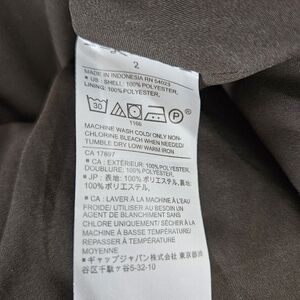 2
MADE IN INDONESIA RN 54023
■ US : SHELL: 100% POLYESTER,
LINING: 100% POLYESTER.
30
P
1166
MACHINE WASH COLD/ ONLY NON-
CHLORINE BLEACH WHEN NEEDED/
TUMBLE DRY LOW/ WARM IRON
CA 17897
■ CA : EXTÉRIEUR: 100% POLYESTER,
DOUBLURE: 100% POLYESTER.
■ JP : 表地: 100% ポリエステル, 裏地:
100% ポリエステル.
■ CA : LAVER À LA MACHINE À L'EAU
FROIDE/ UTILISER AU BESOIN UN
AGENT DE BLANCHIMENT SANS
CHLORE UNIQUEMENT/ SÉCHER À LA
MACHINE À BASSE TEMPÉRATURE/
REPASSER À TEMPÉRATURE
MOYENNE
■ ギャップジャパン(株) 東京都渋
谷区千駄ヶ谷5-32-10